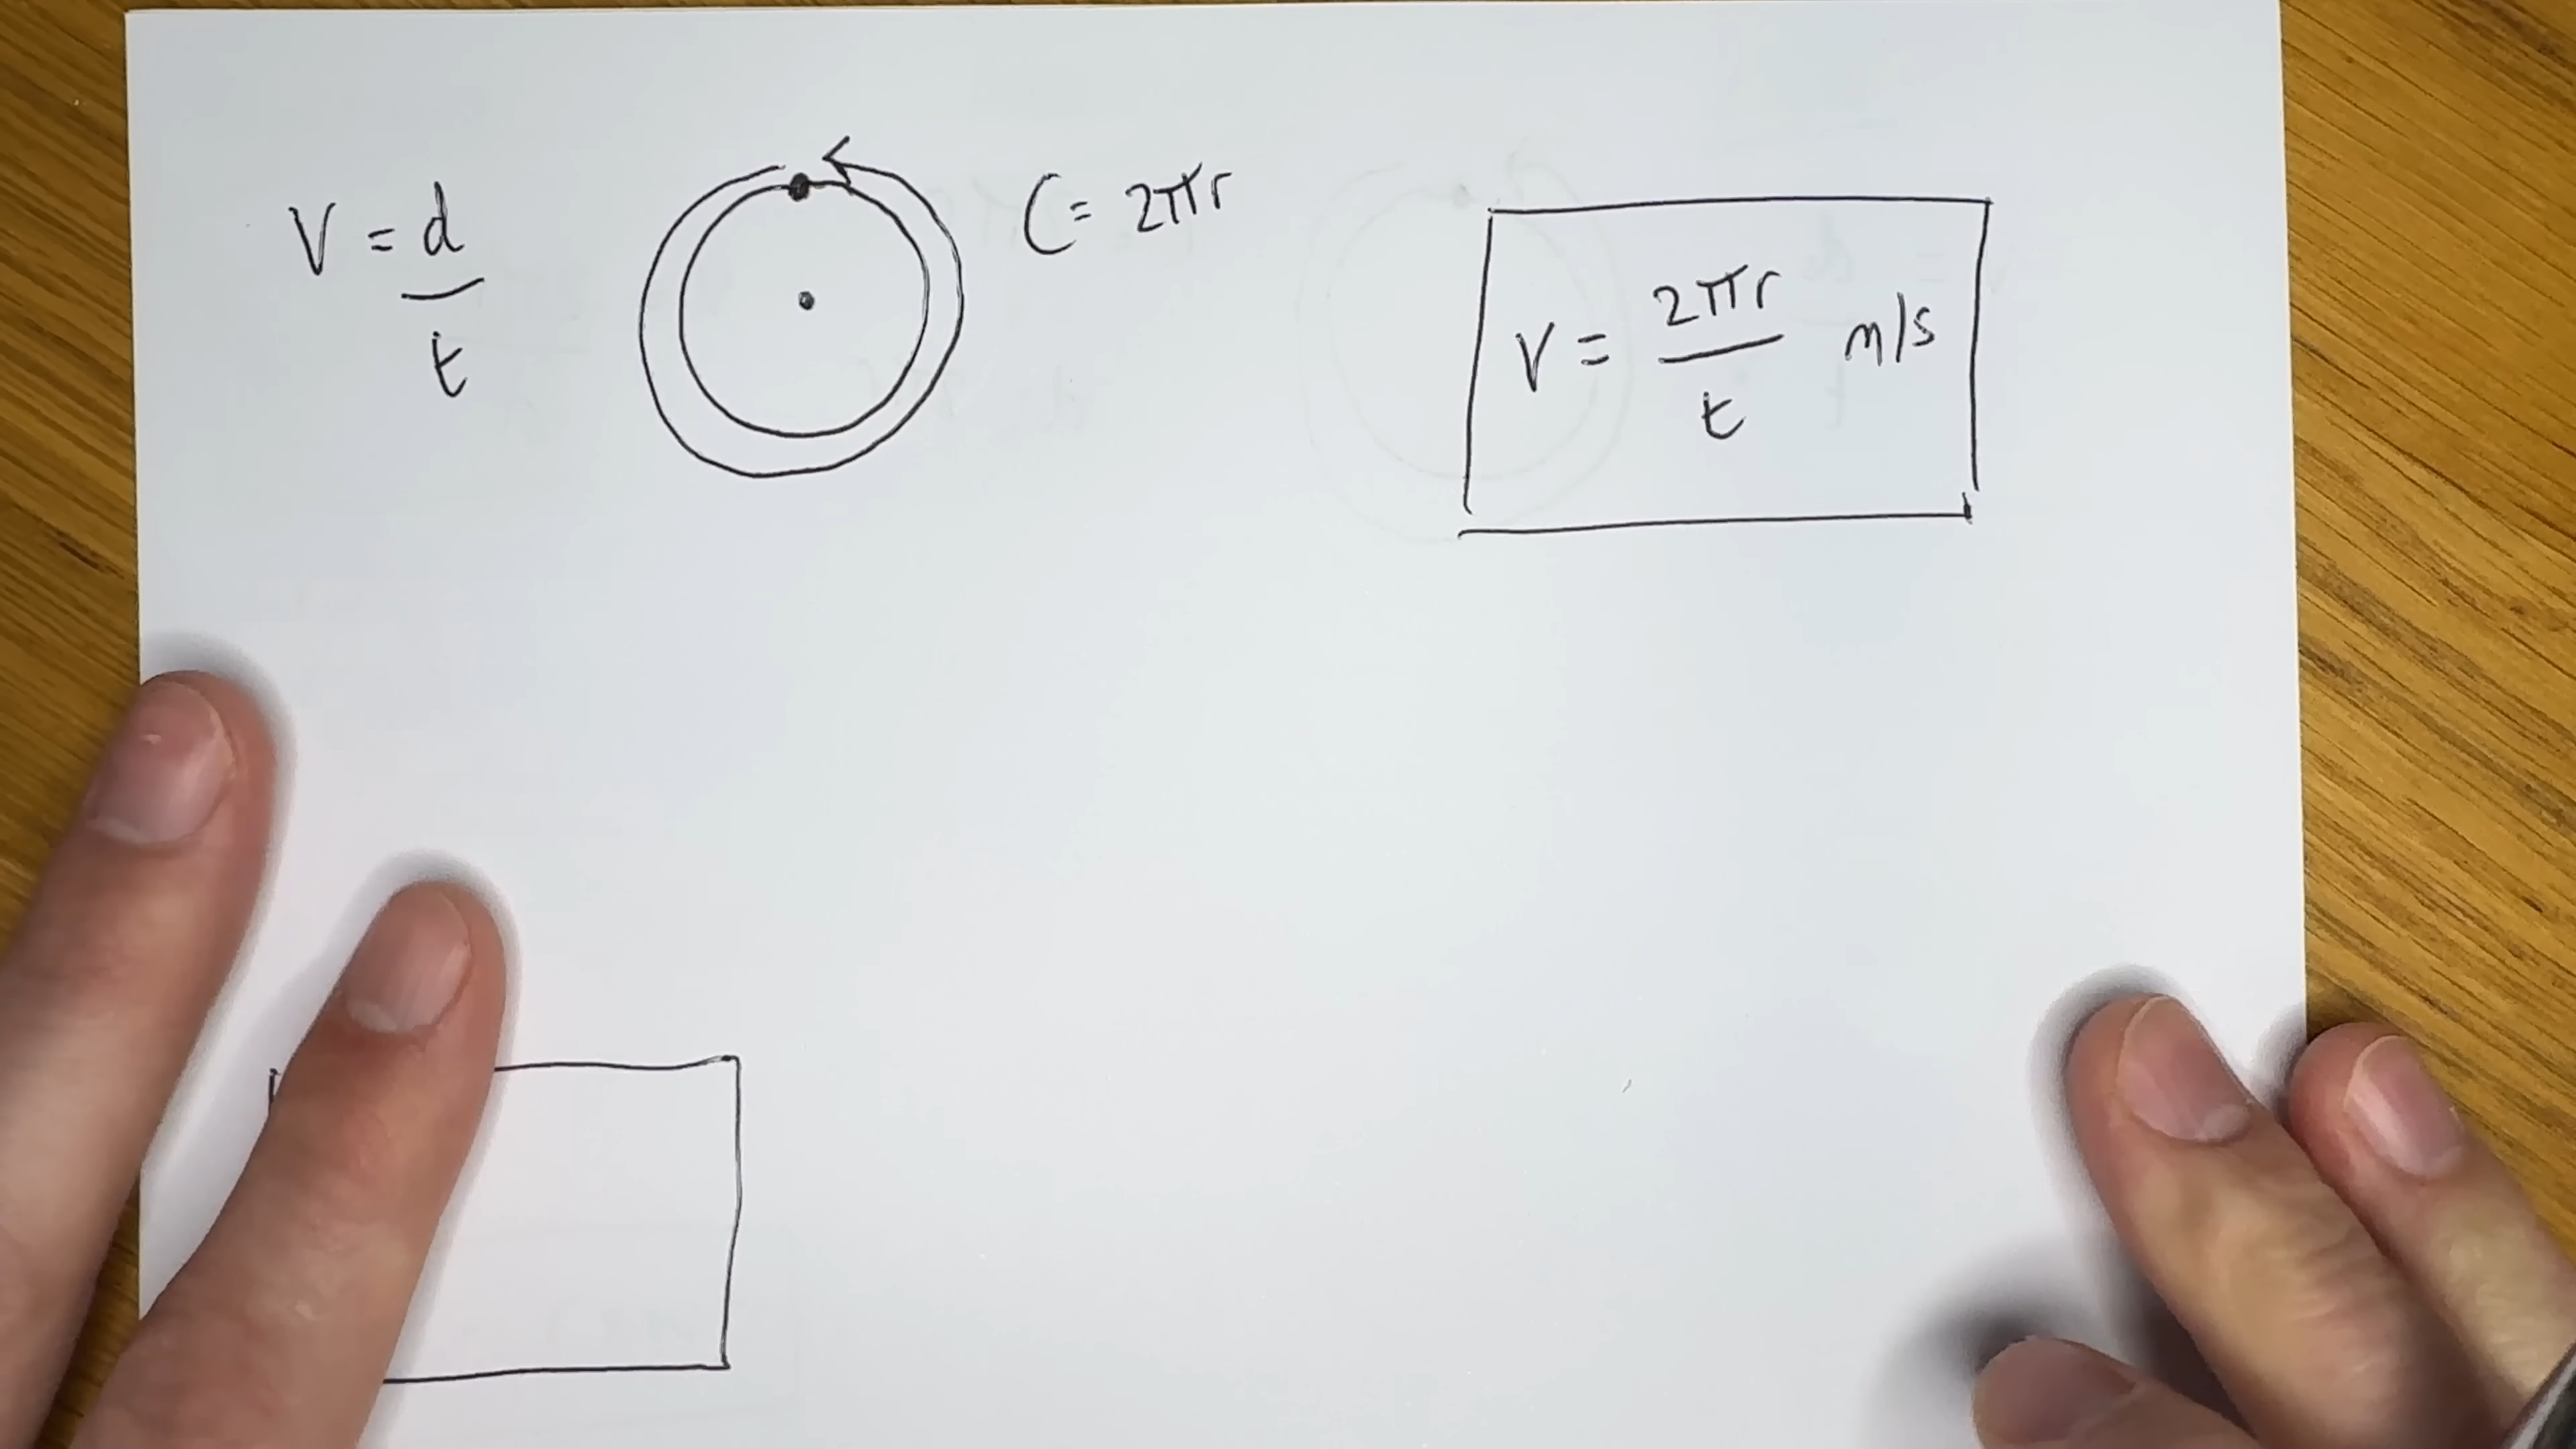 V = d/t
C = 2πr
V = 2πr/t m/s